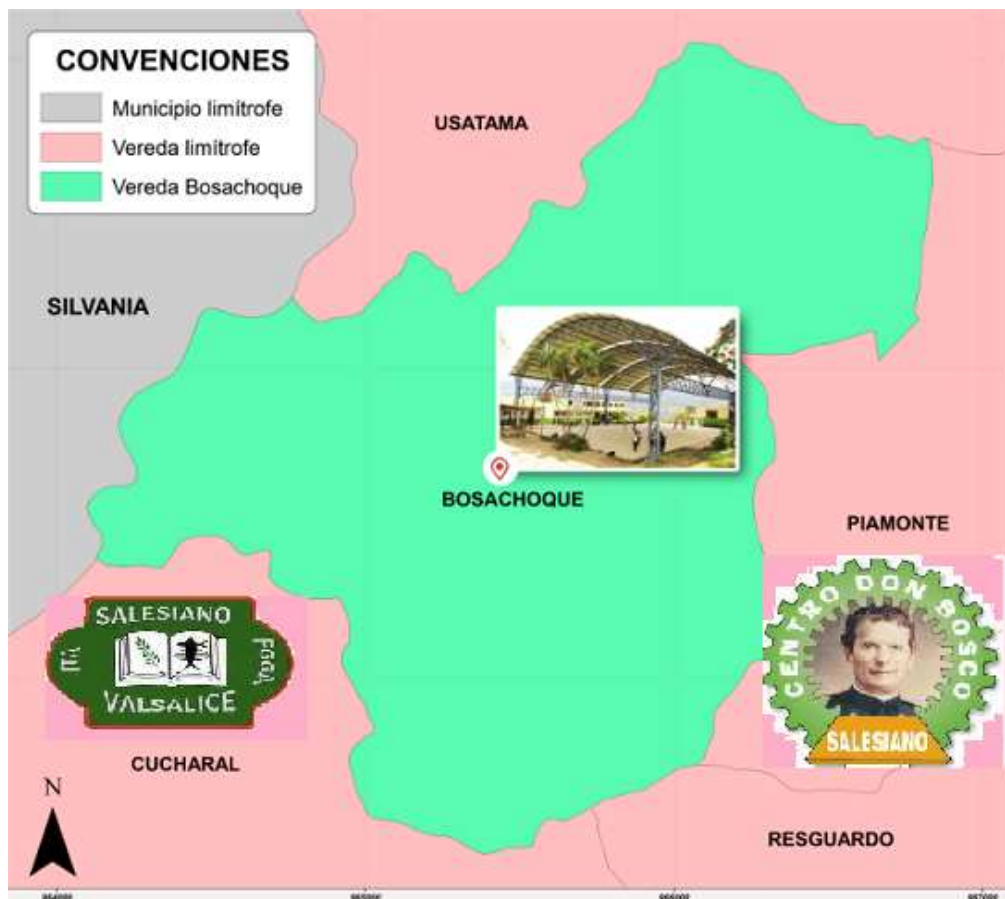 CONVENCIONES
Municipio limítrofe
Vereda limítrofe
Vereda Bosachoque
USATAMA
SILVANIA
BOSACHOQUE
PIAMONTE
SALESIANO
VALSALICE
CENTRO DON BOSCO
SALESIANO
CUCHARAL
N
RESGUARDO